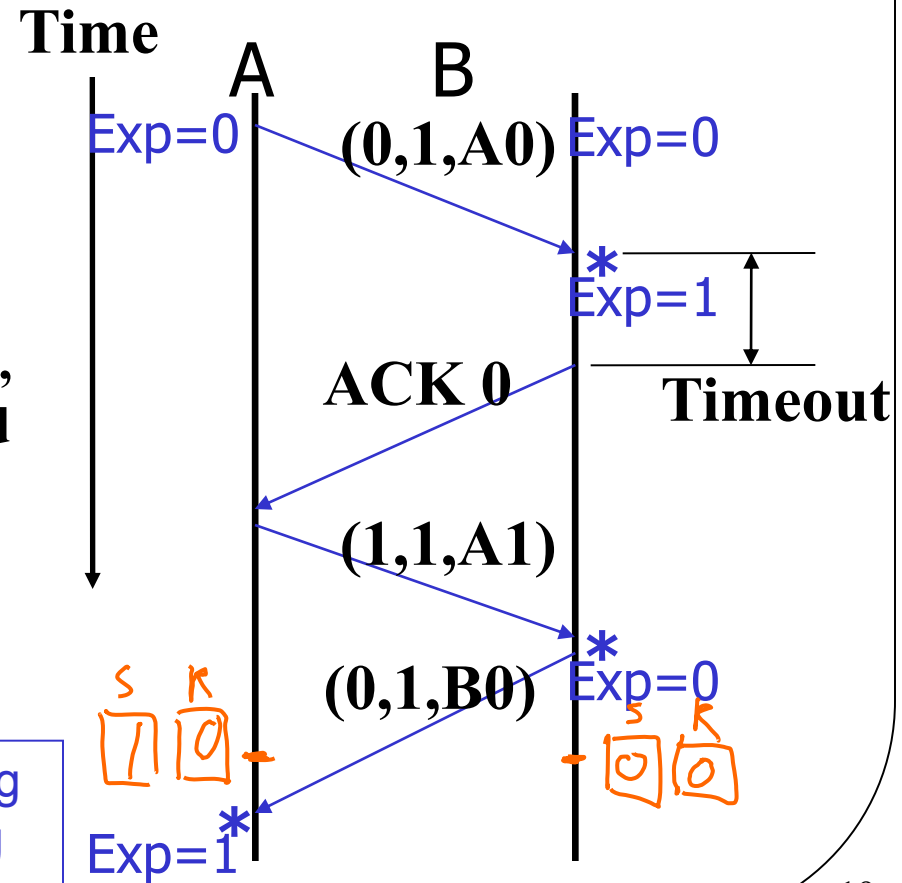 Time
A B
Exp=0 (0,1,A0) Exp=0
*
Exp=1
ACK 0
Timeout
,
(1,1,A1)
*
(0,1,B0) Exp=0
S K
1 0
S K
0 0
g
*
Exp=1